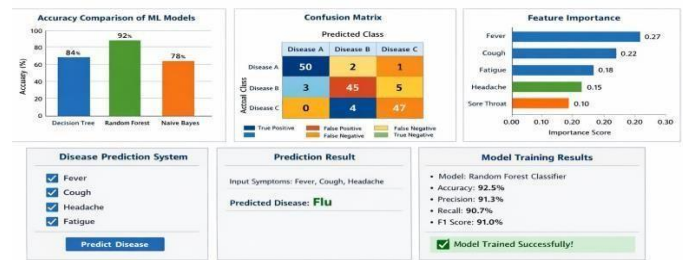 Accuracy Comparison of ML Models
100
80
60
40
20
0
Accuracy (%)
84%
92%
78%
Decision Tree
Random Forest
Naive Bayes
Confusion Matrix
Predicted Class
Disease A Disease B Disease C
Actual Class
Disease A 50 2 1
Disease B 3 45 5
Disease C 0 4 47
True Positive False Positive False Negative
False Negative True Negative
Feature Importance
Fever 0.27
Cough 0.22
Fatigue 0.18
Headache 0.15
Sore Throat 0.10
0.00 0.10 0.00 0.20 0.20 0.30
Importance Score
Disease Prediction System
Fever
Cough
Headache
Fatigue
Predict Disease
Prediction Result
Input Symptoms: Fever, Cough, Headache
Predicted Disease: Flu
Model Training Results
• Model: Random Forest Classifier
• Accuracy: 92.5%
• Precision: 91.3%
• Recall: 90.7%
• F1 Score: 91.0%
Model Trained Successfully!